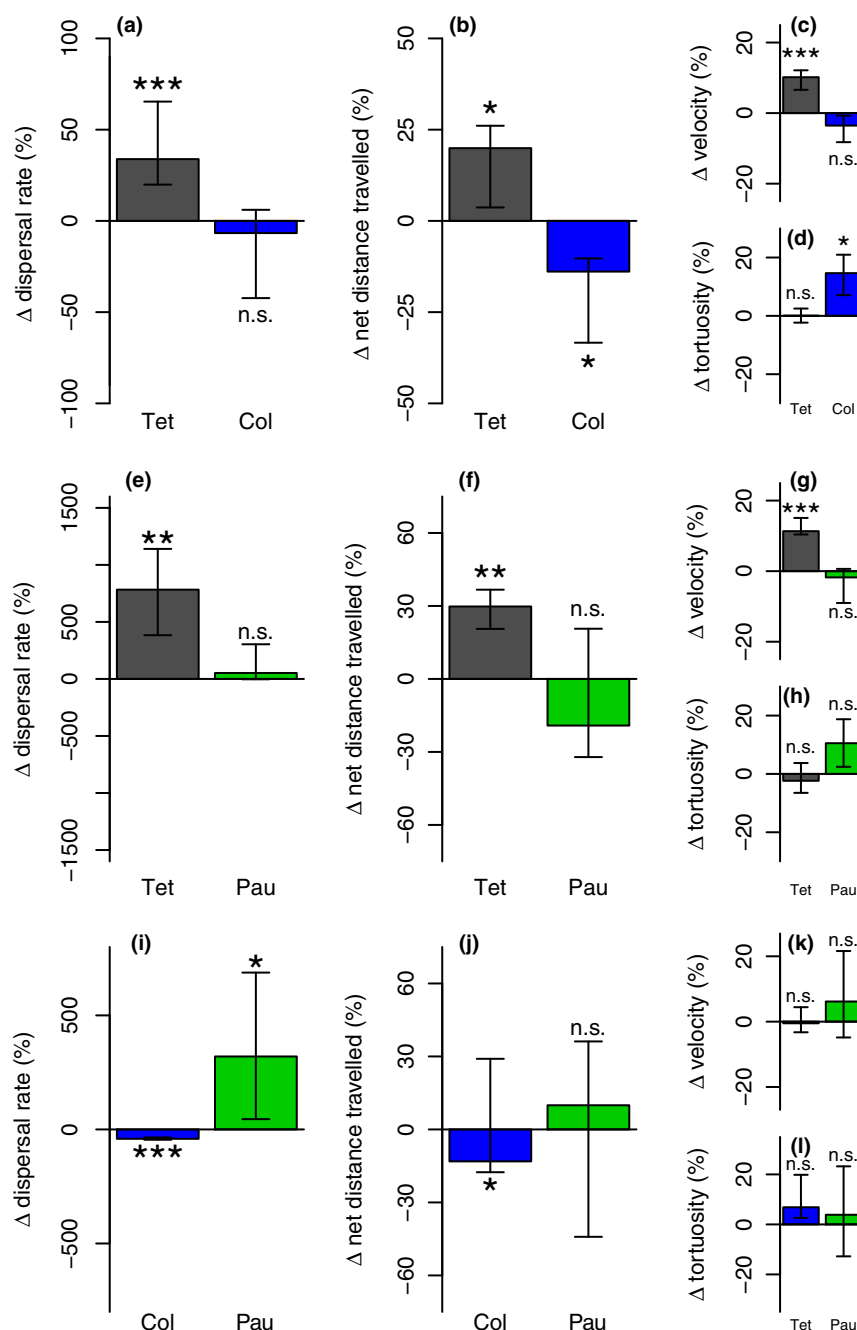 (a)
Δ dispersal rate (%)
100
50
0
−50
−100
***
n.s.
Tet Col
(b)
Δ net distance travelled (%)
50
25
0
−25
−50
*
*
Tet Col
(c)
Δ velocity (%)
20
0
−20
***
n.s.
(d)
Δ tortuosity (%)
20
0
−20
n.s.
*
Tet Col
(e)
Δ dispersal rate (%)
1500
500
0
−500
−1500
**
n.s.
Tet Pau
(f)
Δ net distance travelled (%)
60
30
0
−30
−60
**
n.s.
Tet Pau
(g)
Δ velocity (%)
20
0
−20
***
n.s.
(h)
Δ tortuosity (%)
20
0
−20
n.s.
n.s.
Tet Pau
(i)
Δ dispersal rate (%)
500
0
−500
***
*
Col Pau
(j)
Δ net distance travelled (%)
60
30
0
−30
−60
*
n.s.
Col Pau
(k)
Δ velocity (%)
20
0
−20
n.s.
n.s.
(l)
Δ tortuosity (%)
20
0
−20
n.s.
n.s.
Tet Pau